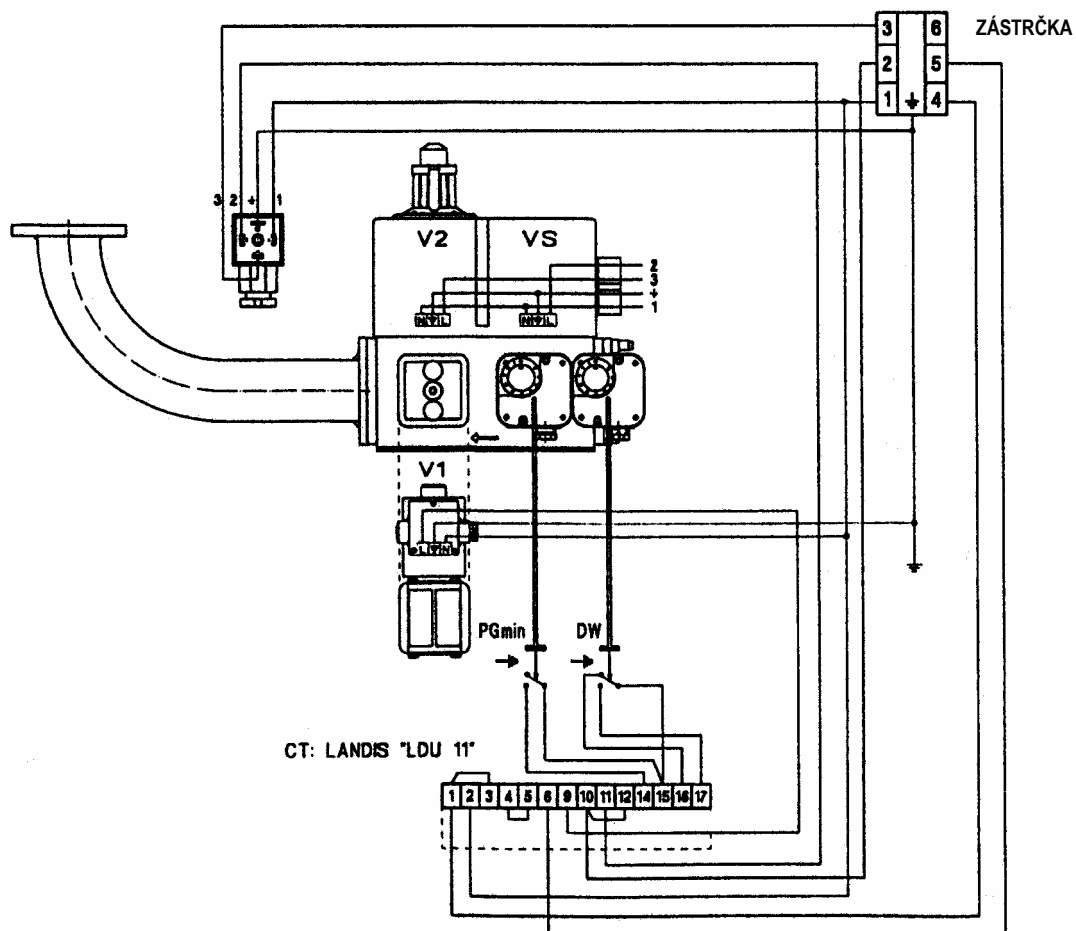 3 6 ZÁSTRČKA
2 5
1 4
3 2 + 1
V2 VS
2
3
+
1
N L N L
V1
L N
PGmin DW
CT: LANDIS "LDU 11"
1 2 3 4 5 6 9 10 11 12 14 15 16 17